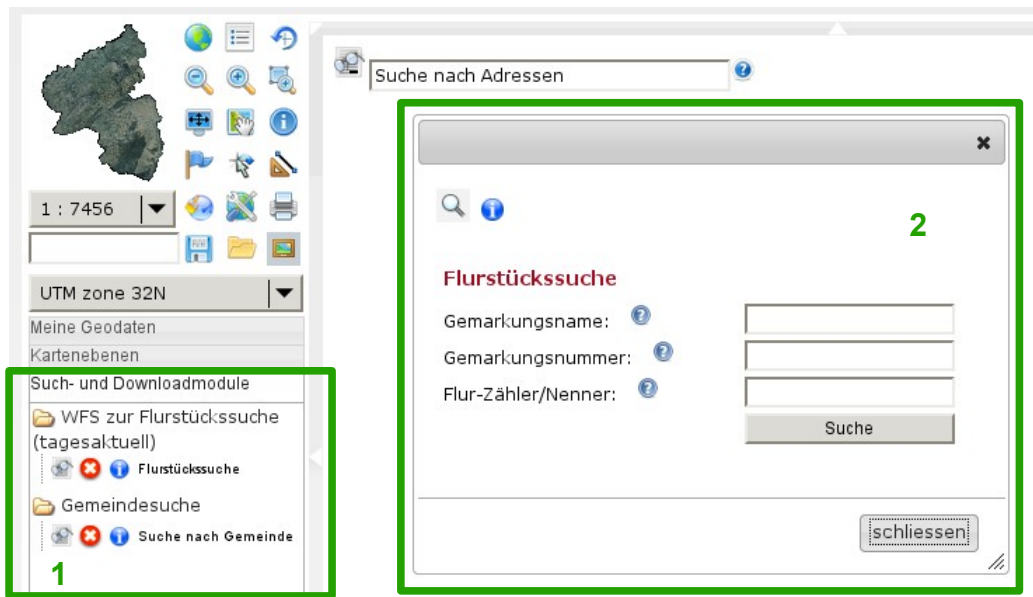 Suche nach Adressen
1 : 7456
UTM zone 32N
Meine Geodaten
Kartenebenen
Such- und Downloadmodule
WFS zur Flurstückssuche
(tagesaktuell)
Flurstückssuche
Gemeindesuche
Suche nach Gemeinde
1
2
Flurstückssuche
Gemarkungsname:
Gemarkungsnummer:
Flur-Zähler/Nenner:
Suche
schliessen